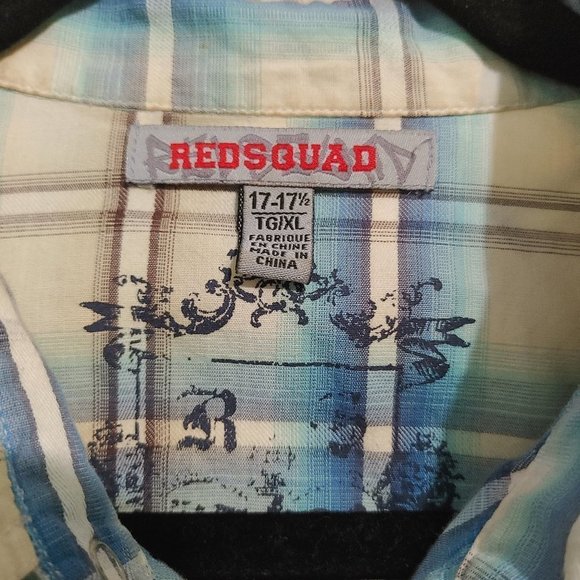 REDSQUAD
17-17½
TG/XL
FABRIQUE
EN CHINE
MADE IN
CHINA
R